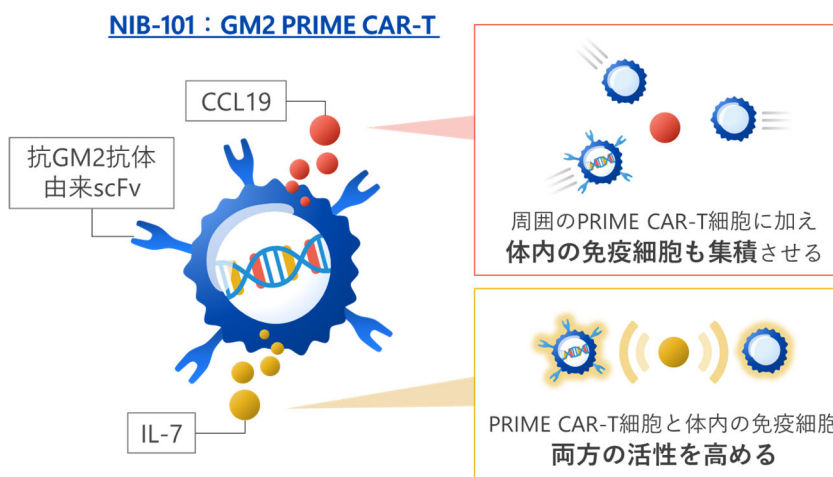 NIB-101：GM2 PRIME CAR-T
CCL19
抗GM2抗体
由来scFv
IL-7
周囲のPRIME CAR-T細胞に加え
体内の免疫細胞も集積させる
PRIME CAR-T細胞と体内の免疫細胞
両方の活性を高める